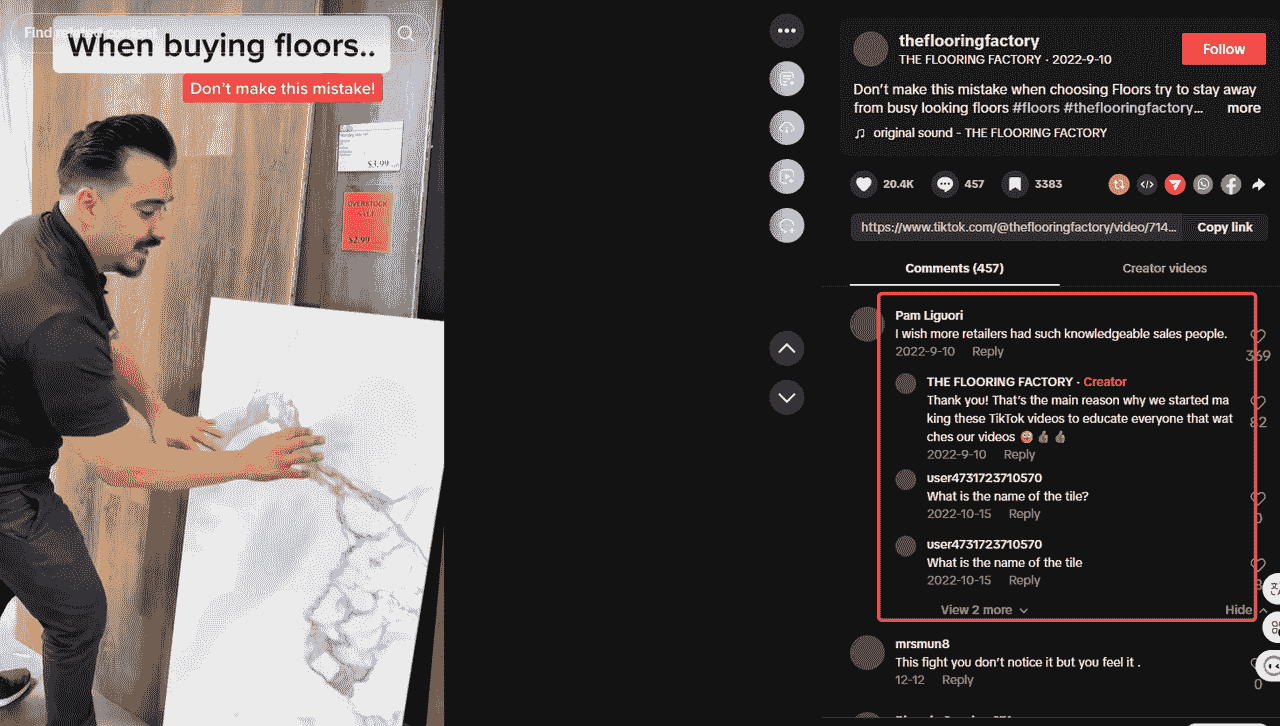 Find related content
When buying floors..
Don't make this mistake!
$3.99
OVERSTOCK
SALE
$2.99
theflooringfactory
THE FLOORING FACTORY · 2022-9-10
Follow
Don't make this mistake when choosing Floors try to stay away
from busy looking floors #floors #theflooringfactory...
more
original sound - THE FLOORING FACTORY
20.4K
457
3383
https://www.tiktok.com/@theflooringfactory/video/714...
Copy link
Comments (457)
Creator videos
Pam Liguori
I wish more retailers had such knowledgeable sales people.
2022-9-10 Reply
369
THE FLOORING FACTORY · Creator
Thank you! That's the main reason why we started ma
king these TikTok videos to educate everyone that wat
ches our videos
82
2022-9-10 Reply
user4731723710570
What is the name of the tile?
2022-10-15 Reply
0
user4731723710570
What is the name of the tile
2022-10-15 Reply
View 2 more
Hide
mrsmun8
This fight you don't notice it but you feel it .
12-12 Reply
0